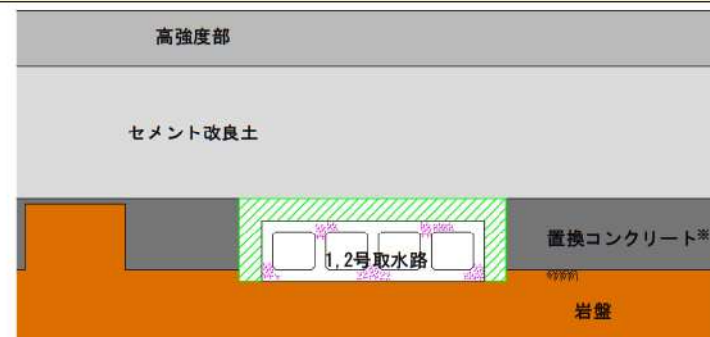 高強度部
セメント改良土
置換コンクリート※
1,2号取水路
岩盤